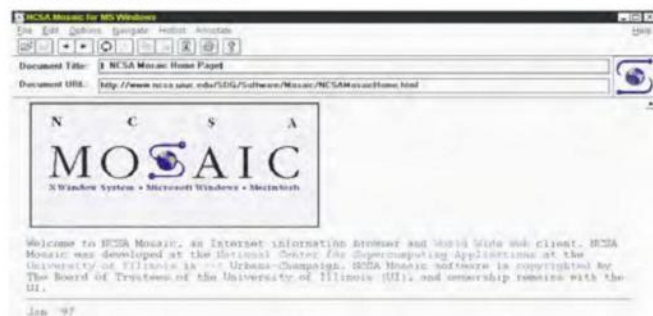 NCSA Mosaic for MS Windows
File Edit Options Navigate Hotlist Annotate Help
Document Title: NCSA Mosaic Home Page
Document URL: http://www.ncsa.uiuc.edu/SDG/Software/Mosaic/NCSAMosaicHome.html
N C S A
MOSAIC
X Window System • Microsoft Windows • Macintosh
Welcome to NCSA Mosaic, an Internet information browser and World Wide Web client. NCSA
Mosaic was developed at the National Center for Supercomputing Applications at the
University of Illinois in Urbana-Champaign. NCSA Mosaic software is copyrighted by
The Board of Trustees of the University of Illinois (UI), and ownership remains with the
UI.
Jan '97